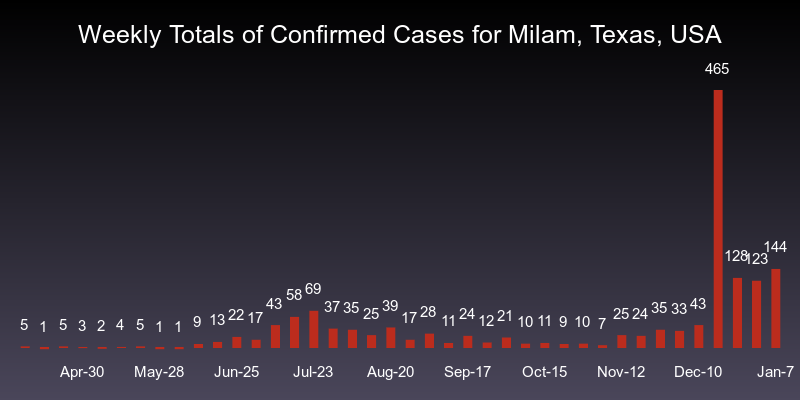 Weekly Totals of Confirmed Cases for Milam, Texas, USA
465
5 1 5 3 2 4 5 1 1 9 13 22 17 43 58 69 37 35 25 39 17 28 11 24 12 21 10 11 9 10 7 25 24 35 33 43 128 123 144
Apr-30 May-28 Jun-25 Jul-23 Aug-20 Sep-17 Oct-15 Nov-12 Dec-10 Jan-7